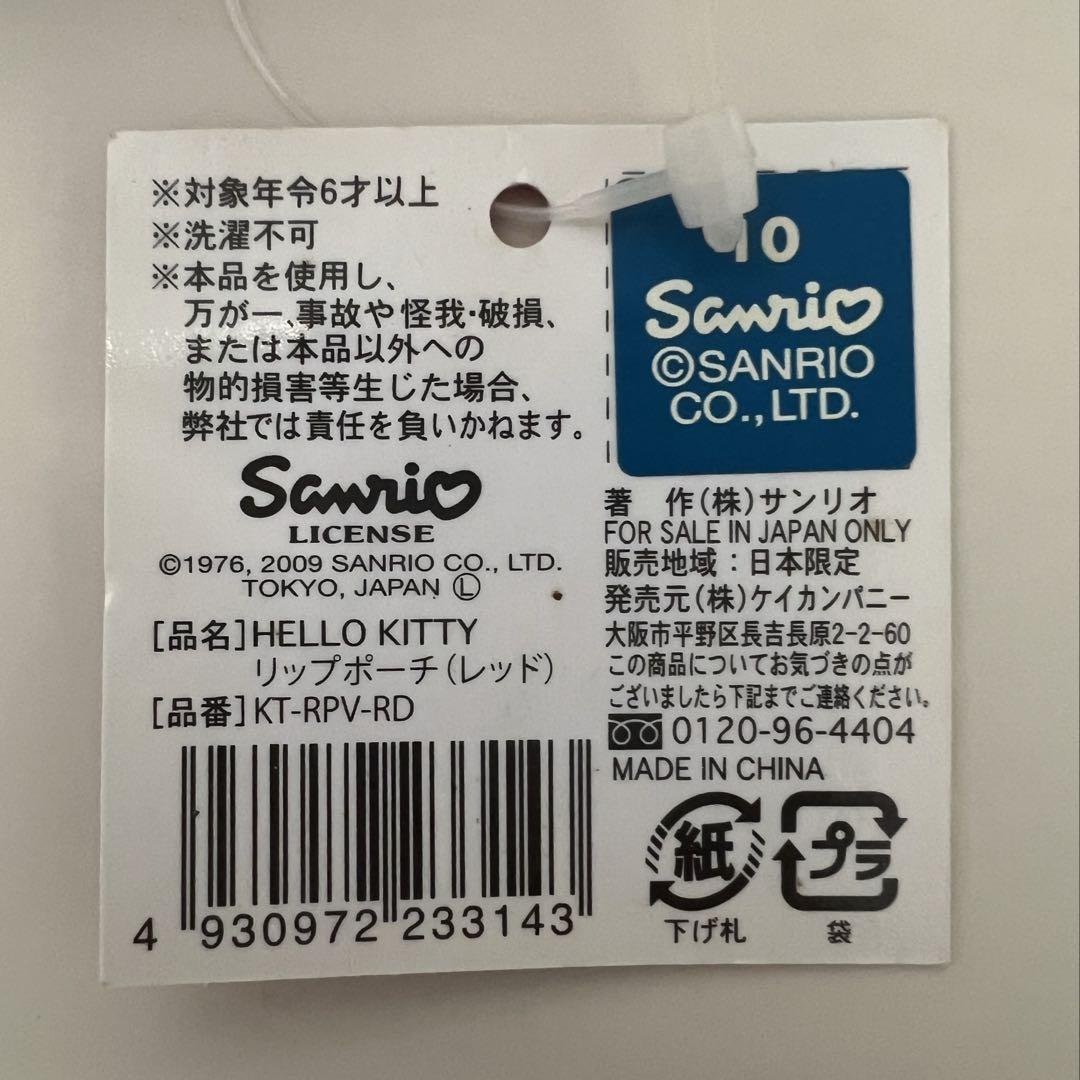 ※対象年令6才以上
※洗濯不可
※本品を使用し、
万が一、事故や怪我・破損、
または本品以外への
物的損害等生じた場合、
弊社では責任を負いかねます。
Sanrio
LICENSE
©1976, 2009 SANRIO CO., LTD.
TOKYO, JAPAN Ⓛ
[品名]HELLO KITTY
リップポーチ(レッド)
[品番]KT-RPV-RD
4 930972 233143
10
Sanrio
©SANRIO
CO.,LTD.
著 作(株)サンリオ
FOR SALE IN JAPAN ONLY
販売地域:日本限定
発売元(株)ケイカンパニー
大阪市平野区長吉長原2-2-60
この商品についてお気づきの点が
ございましたら下記までご連絡ください。
0120-96-4404
MADE IN CHINA
紙 プラ
下げ札 袋